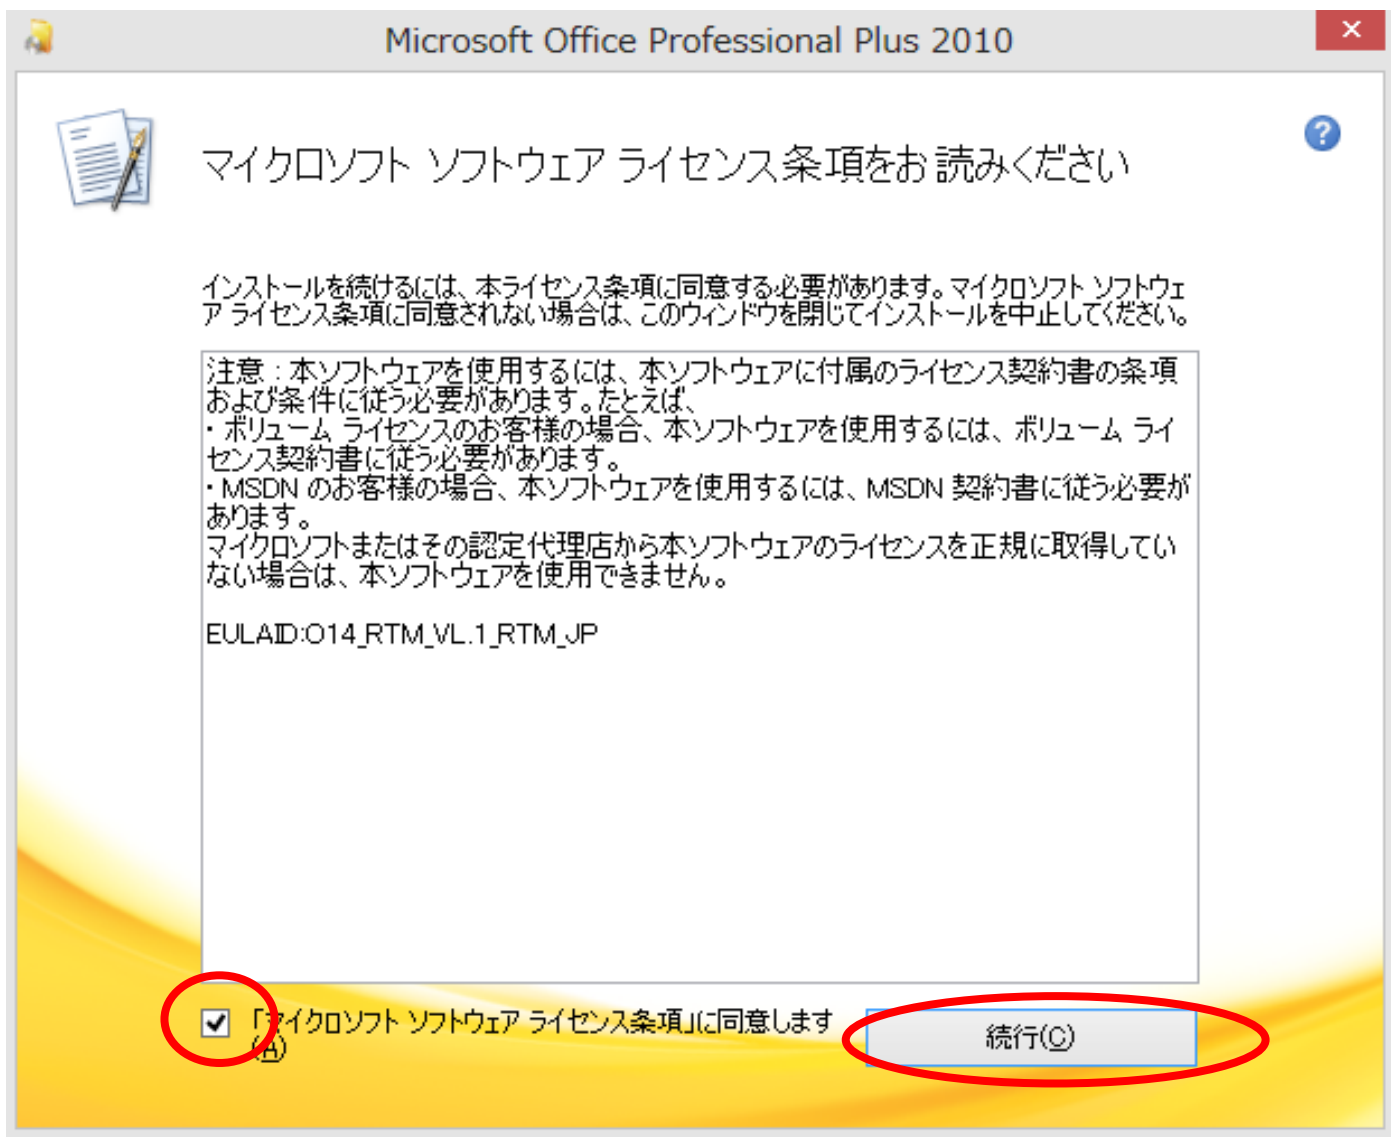 Microsoft Office Professional Plus 2010
マイクロソフト ソフトウェア ライセンス条項をお読みください
インストールを続けるには、本ライセンス条項に同意する必要があります。マイクロソフト ソフトウェ
ア ライセンス条項に同意されない場合は、このウィンドウを閉じてインストールを中止してください。
注意 : 本ソフトウェアを使用するには、本ソフトウェアに付属のライセンス契約書の条項
および条件に従う必要があります。たとえば、
・ボリューム ライセンスのお客様の場合、本ソフトウェアを使用するには、ボリューム ライ
センス契約書に従う必要があります。
・MSDN のお客様の場合、本ソフトウェアを使用するには、MSDN 契約書に従う必要が
あります。
マイクロソフトまたはその認定代理店から本ソフトウェアのライセンスを正規に取得してい
ない場合は、本ソフトウェアを使用できません。
EULAID:O14_RTM_VL.1_RTM_JP
「マイクロソフト ソフトウェア ライセンス条項」に同意します
(A)
続行(C)